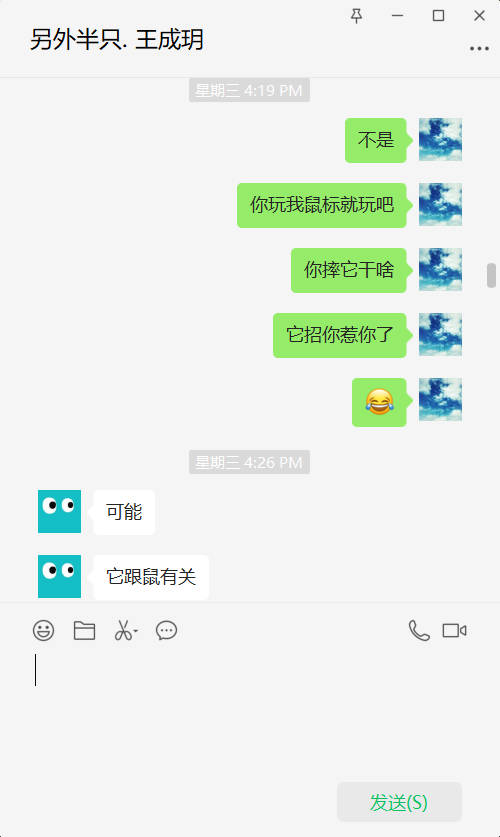 另外半只. 王成玥
星期三 4:19 PM
不是
你玩我鼠标就玩吧
你摔它干啥
它招你惹你了
星期三 4:26 PM
可能
它跟鼠有关
发送(S)